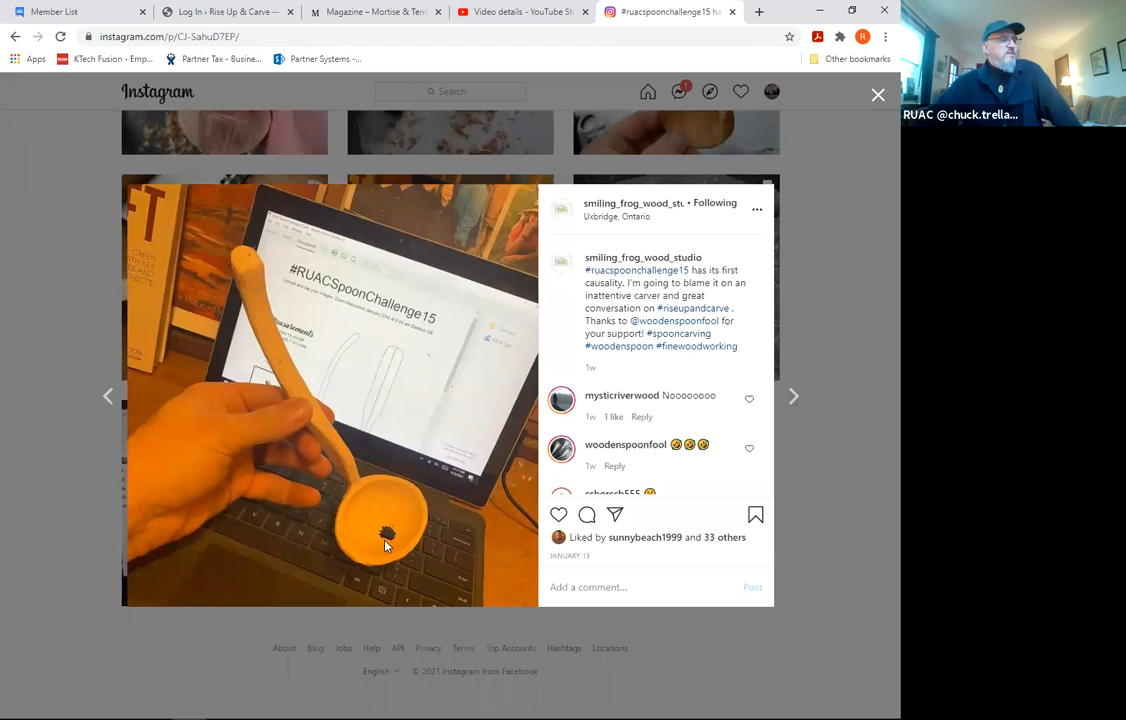 Member List
Log In ‹ Rise Up & Carve
Magazine – Mortise & Ten
Video details - YouTube St
#ruacspoonchallenge15 ha
instagram.com/p/CJ-SahuD7EP/
Apps
KTech Fusion - Emp...
Partner Tax - Busine...
Partner Systems -...
Other bookmarks
RUAC @chuck.trella...
Instagram
Search
1
smiling_frog_wood_stu • Following
Uxbridge, Ontario
smiling_frog_wood_studio
#ruacspoonchallenge15 has its first
causality. I'm going to blame it on an
inattentive carver and great
conversation on #riseupandcarve .
Thanks to @woodenspoonfool for
your support! #spooncarving
#woodenspoon #finewoodworking
1w
mysticriverwood Noooooooo
1w 1 like Reply
woodenspoonfool 🤣🤣🤣
1w Reply
#RUACSpoonChallenge15
Liked by sunnybeach1999 and 33 others
JANUARY 13
Add a comment...
Post
About Blog Jobs Help API Privacy Terms Top Accounts Hashtags Locations
English © 2021 Instagram from Facebook